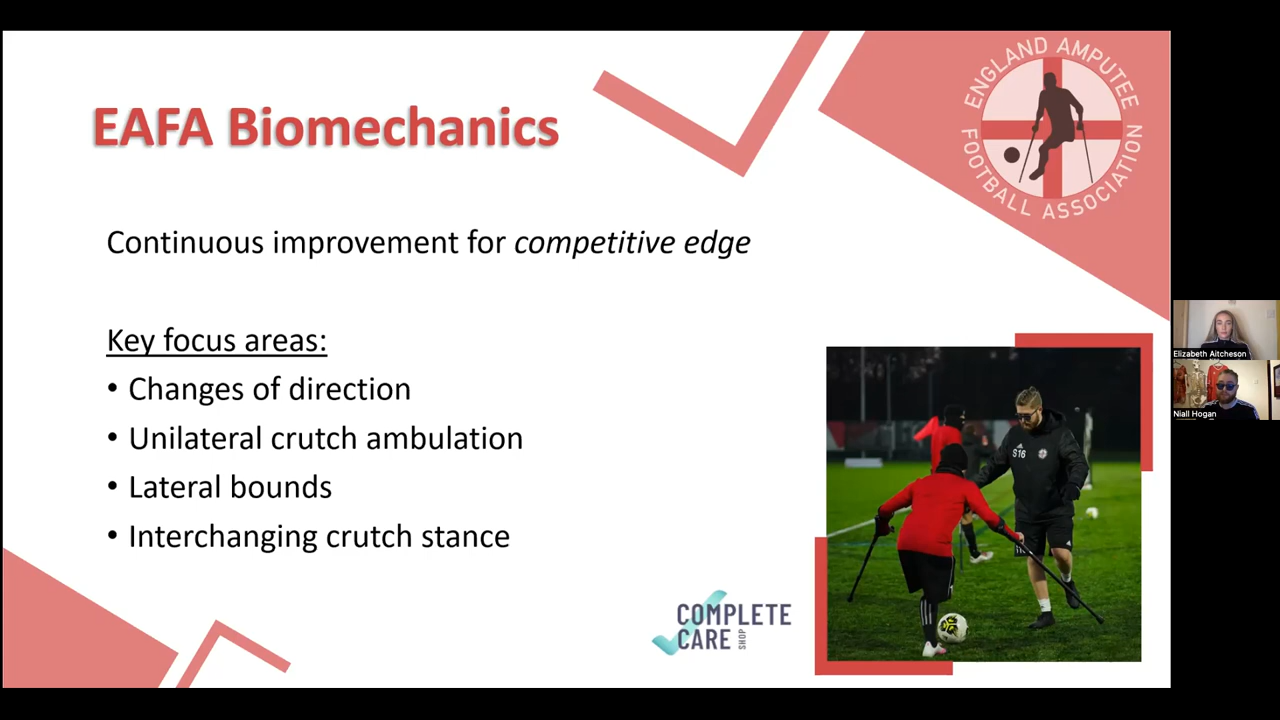 EAFA Biomechanics
ENGLAND AMPUTEE
FOOTBALL ASSOCIATION
Continuous improvement for competitive edge
Key focus areas:
• Changes of direction
• Unilateral crutch ambulation
• Lateral bounds
• Interchanging crutch stance
S16
COMPLETE
CARE
SHOP
Elizabeth Aitcheson
Niall Hogan